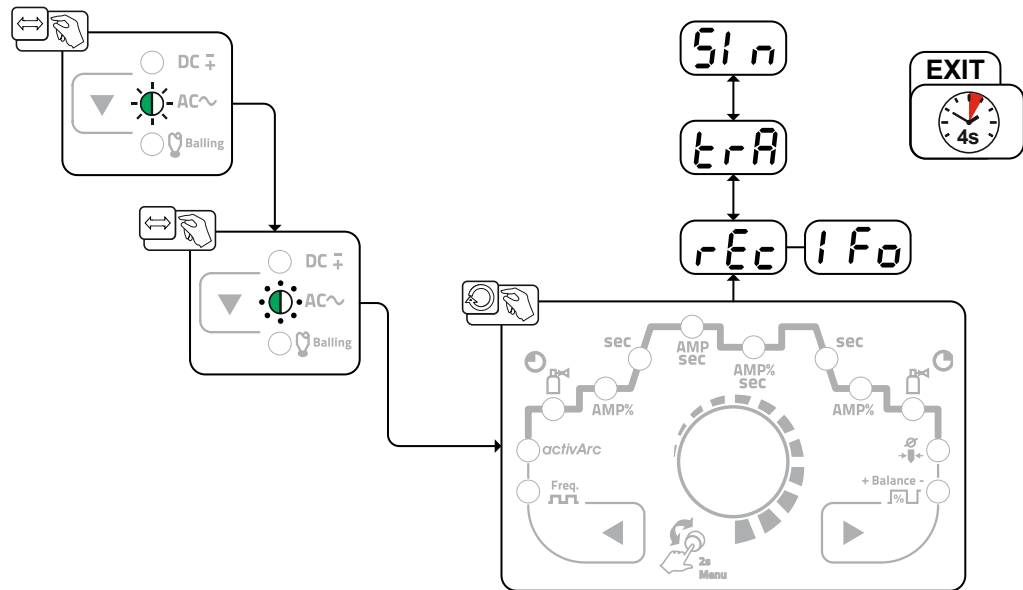 DC
AC
Balling
DC
AC
Balling
SIn
trA
rEc
IFo
EXIT
4s
sec
AMP
sec
AMP%
sec
sec
AMP%
AMP%
activArc
Freq.
+ Balance -
%
2s
Menu